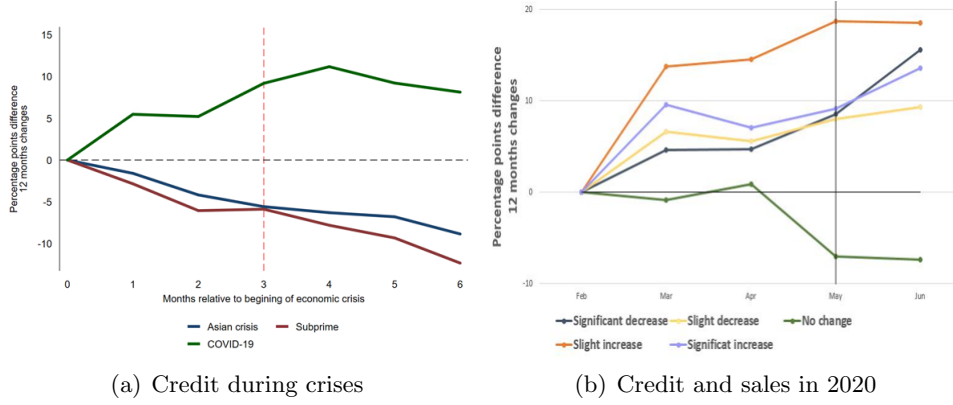 Percentage points difference
12 months changes
15
10
5
0
-5
-10
0 1 2 3 4 5 6
Months relative to begining of economic crisis
Asian crisis Subprime
COVID-19
(a) Credit during crises
Percentage points difference
12 months changes
20
10
0
-10
Feb Mar Apr May Jun
Significant decrease Slight decrease No change
Slight increase Significat increase
(b) Credit and sales in 2020